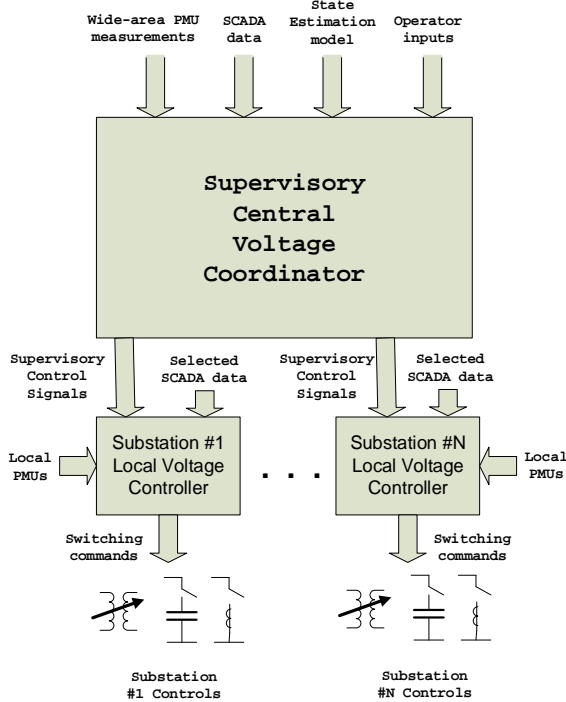 Wide-area PMU
measurements
SCADA
data
State
Estimation
model
Operator
inputs
Supervisory
Central
Voltage
Coordinator
Supervisory
Control
Signals
Selected
SCADA data
Supervisory
Control
Signals
Selected
SCADA data
Local
PMUs
Substation #1
Local Voltage
Controller
. . .
Substation #N
Local Voltage
Controller
Local
PMUs
Switching
commands
Switching
commands
Substation
#1 Controls
Substation
#N Controls